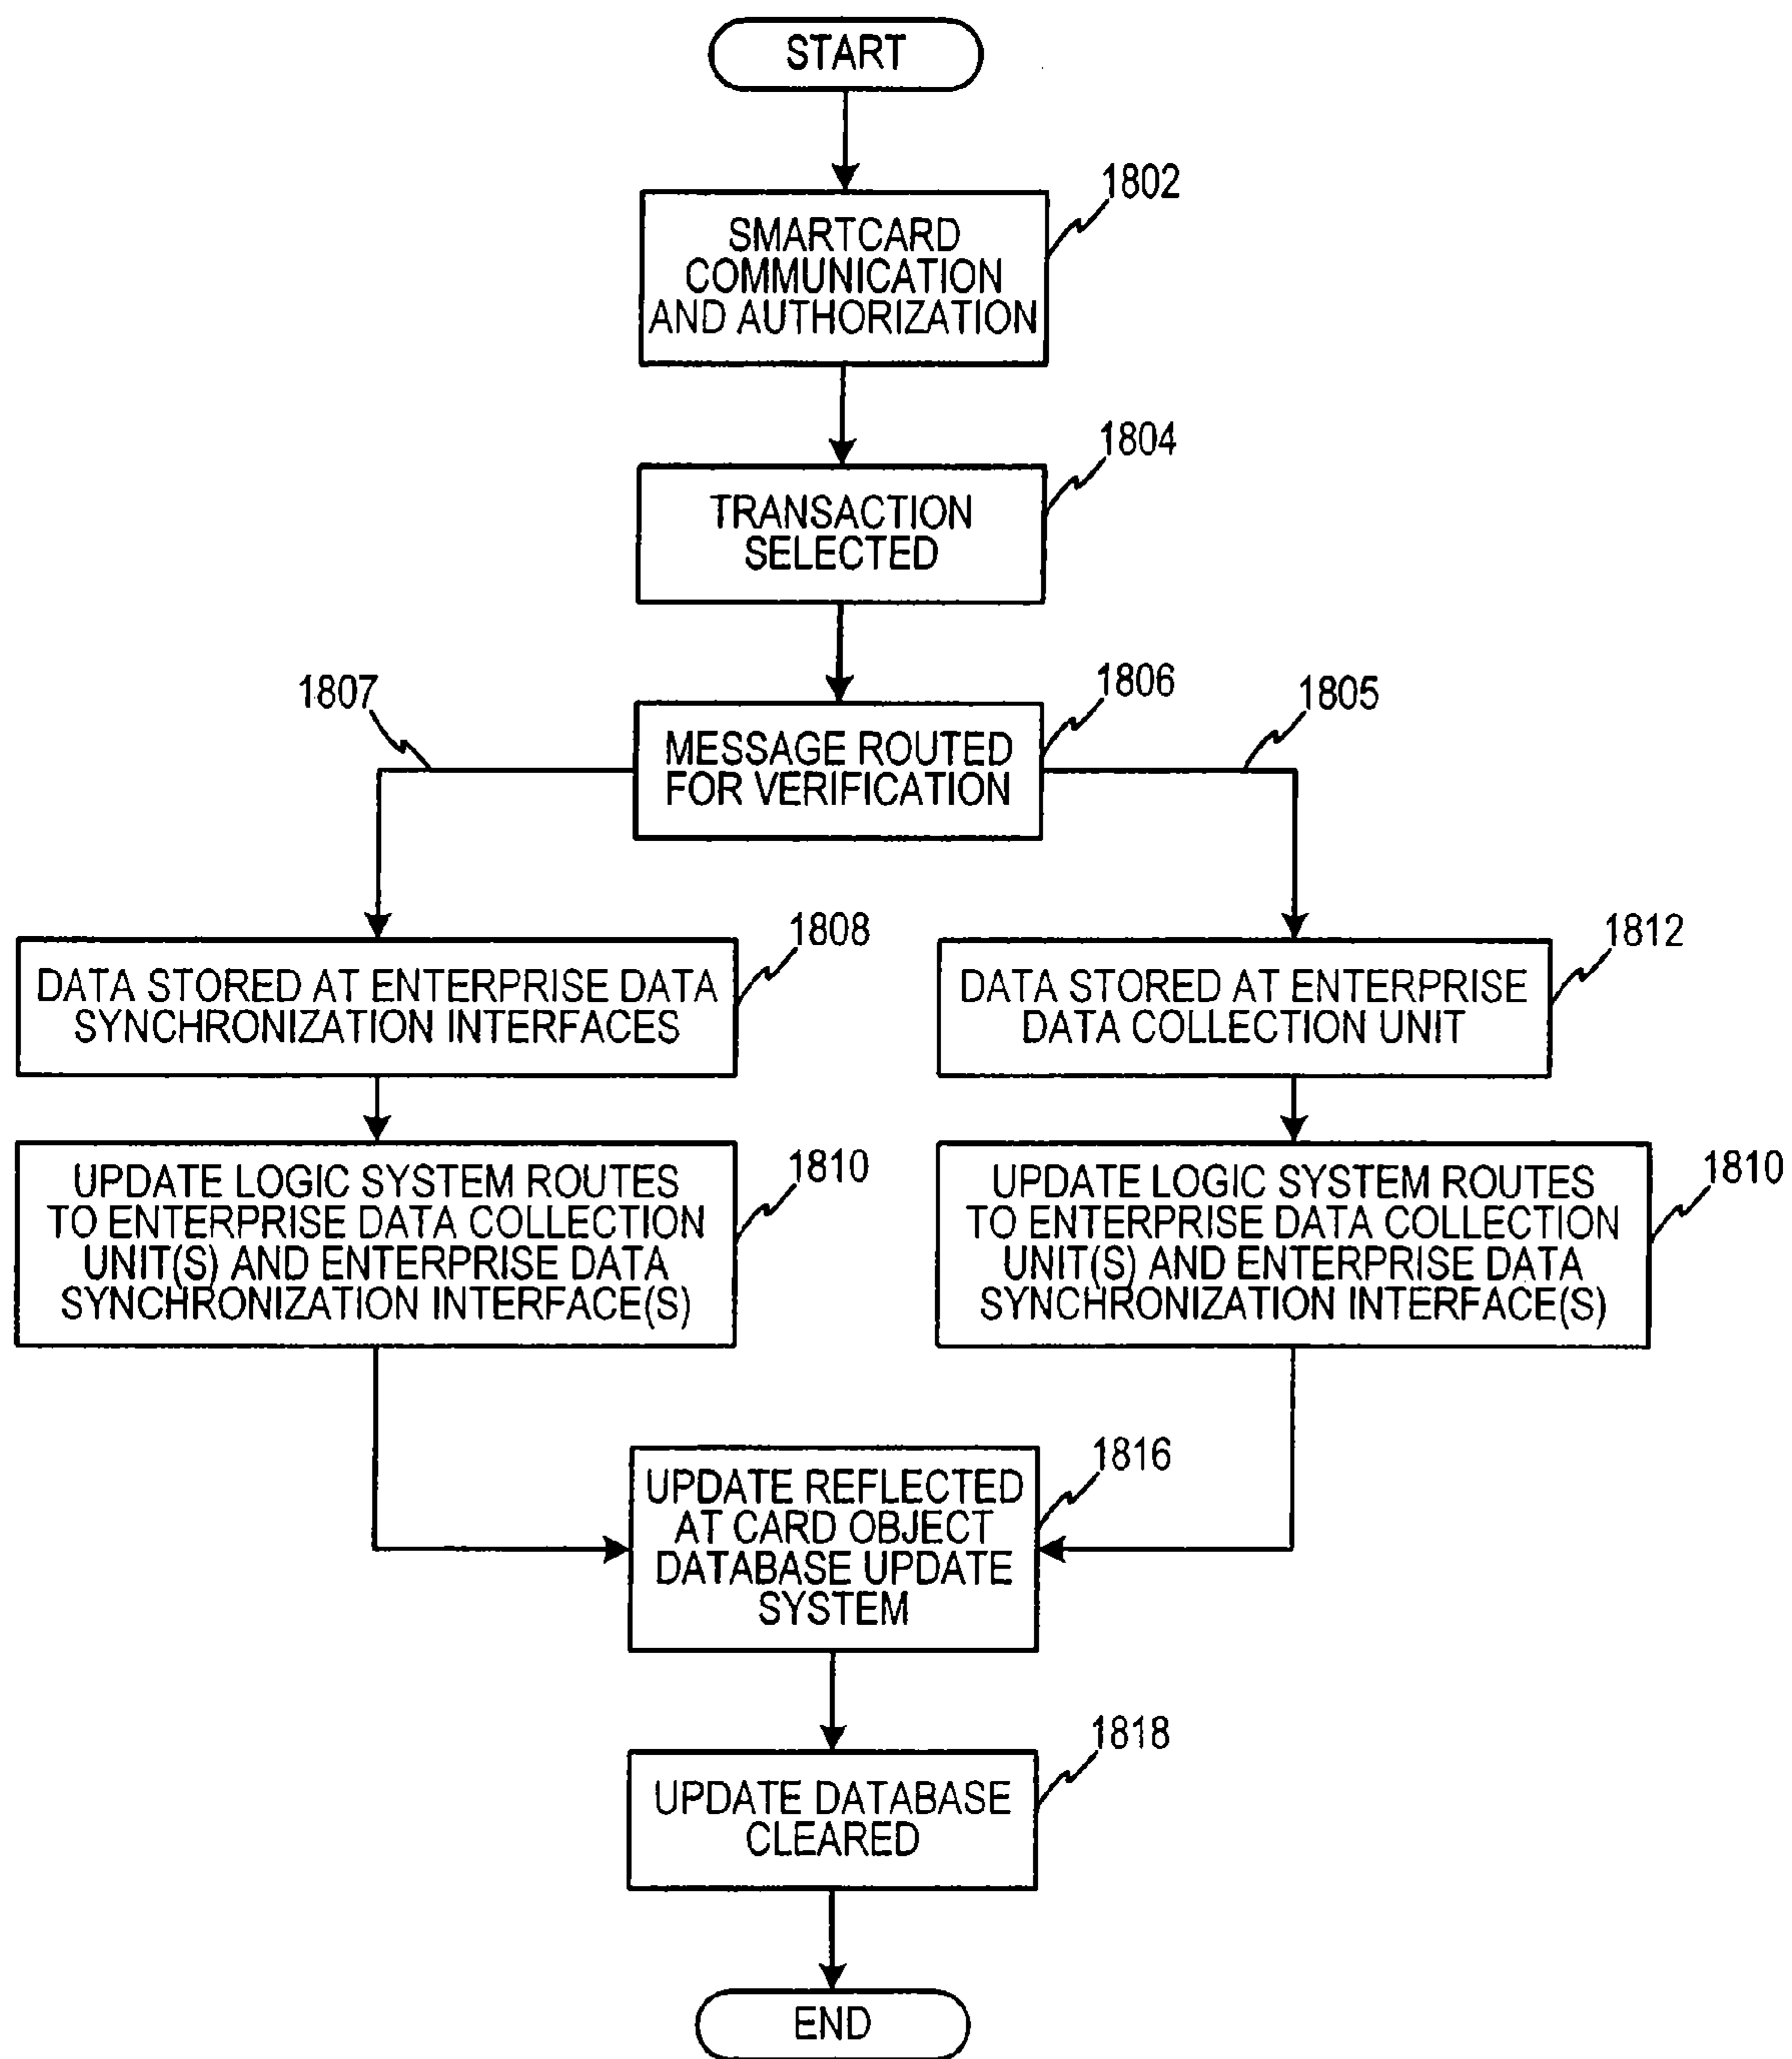 START
1802
SMARTCARD
COMMUNICATION
AND AUTHORIZATION
1804
TRANSACTION
SELECTED
1807
1806
1805
MESSAGE ROUTED
FOR VERIFICATION
1808
DATA STORED AT ENTERPRISE DATA
SYNCHRONIZATION INTERFACES
1812
DATA STORED AT ENTERPRISE
DATA COLLECTION UNIT
1810
UPDATE LOGIC SYSTEM ROUTES
TO ENTERPRISE DATA COLLECTION
UNIT(S) AND ENTERPRISE DATA
SYNCHRONIZATION INTERFACE(S)
1810
UPDATE LOGIC SYSTEM ROUTES
TO ENTERPRISE DATA COLLECTION
UNIT(S) AND ENTERPRISE DATA
SYNCHRONIZATION INTERFACE(S)
1816
UPDATE REFLECTED
AT CARD OBJECT
DATABASE UPDATE
SYSTEM
1818
UPDATE DATABASE
CLEARED
END